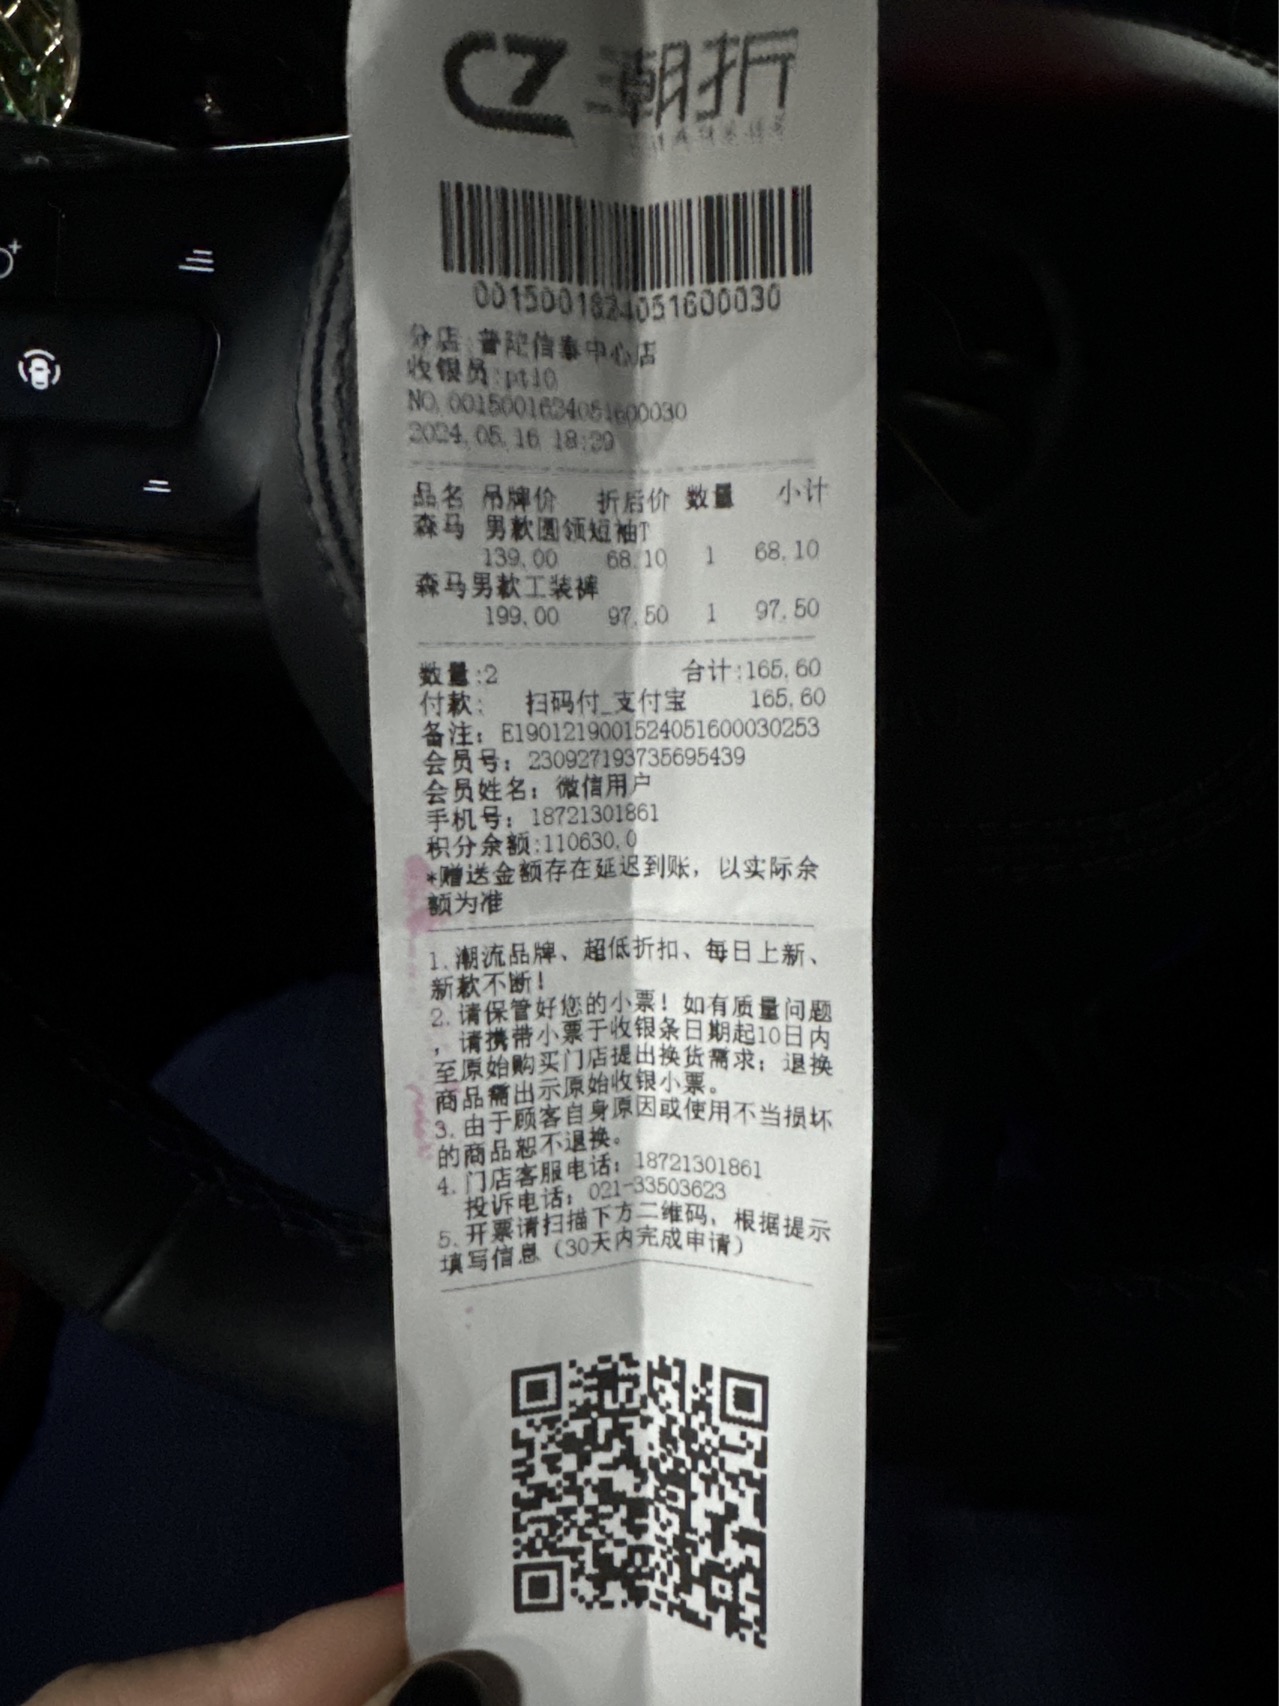 CZ 潮折
0015001624051600030
分店 普陀信泰中心店
收银员:pt10
NO.0015001624051600030
2024.05.16 18:29
品名 吊牌价 折后价 数量 小计
森马 男款圆领短袖T
139.00 68.10 1 68.10
森马男款工装裤
199.00 97.50 1 97.50
数量:2 合计:165.60
付款: 扫码付_支付宝 165.60
备注: E1901219001524051600030253
会员号: 230927193735695439
会员姓名: 微信用户
手机号: 18721301861
积分余额:110630.0
*赠送金额存在延迟到账，以实际余
额为准
1.潮流品牌、超低折扣、每日上新、
新款不断！
2.请保管好您的小票！如有质量问题
，请携带小票于收银条日期起10日内
至原始购买门店提出换货需求；退换
商品需出示原始收银小票。
3.由于顾客自身原因或使用不当损坏
的商品恕不退换。
4.门店客服电话：18721301861
投诉电话：021-33503623
5.开票请扫描下方二维码，根据提示
填写信息（30天内完成申请）